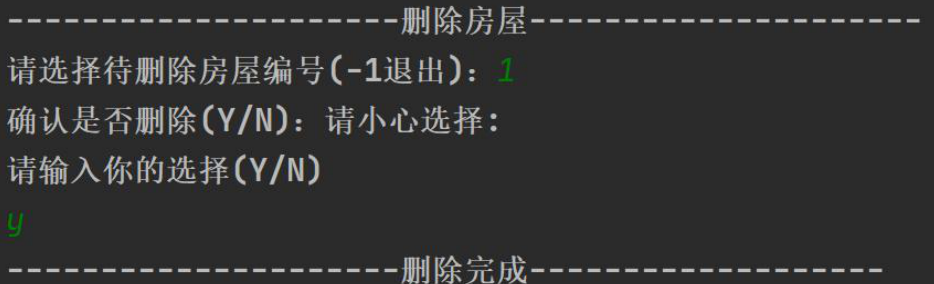 ---------------------删除房屋---------------------
请选择待删除房屋编号(-1退出)：1
确认是否删除(Y/N)：请小心选择:
请输入你的选择(Y/N)
y
---------------------删除完成-------------------